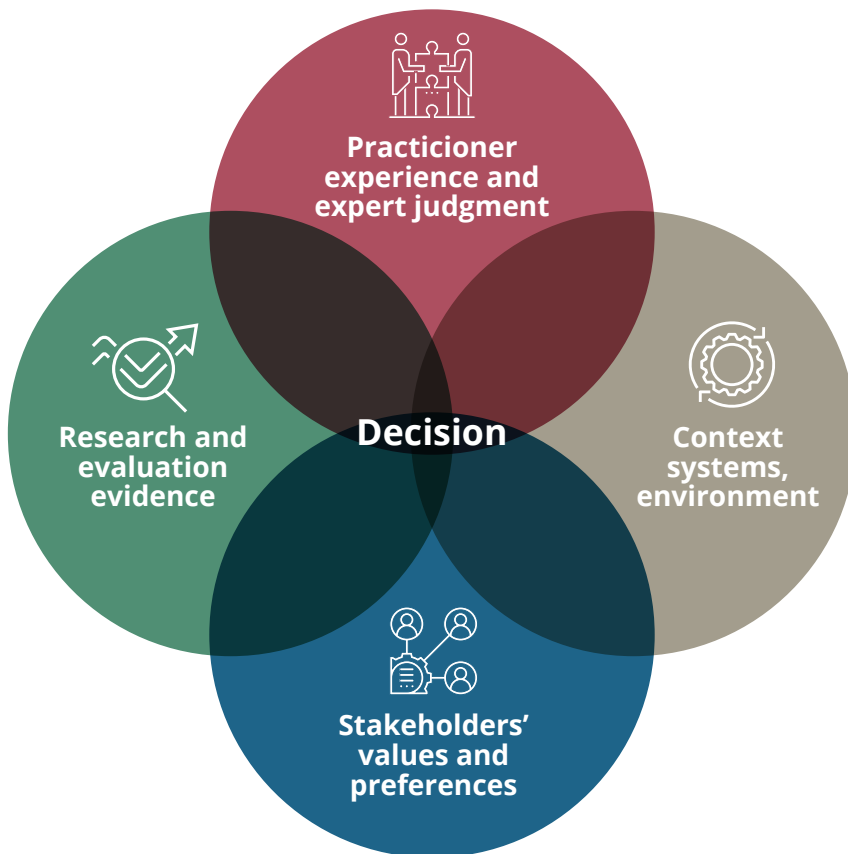 Practicioner
experience and
expert judgment
Research and
evaluation
evidence
Decision
Context
systems,
environment
Stakeholders’
values and
preferences